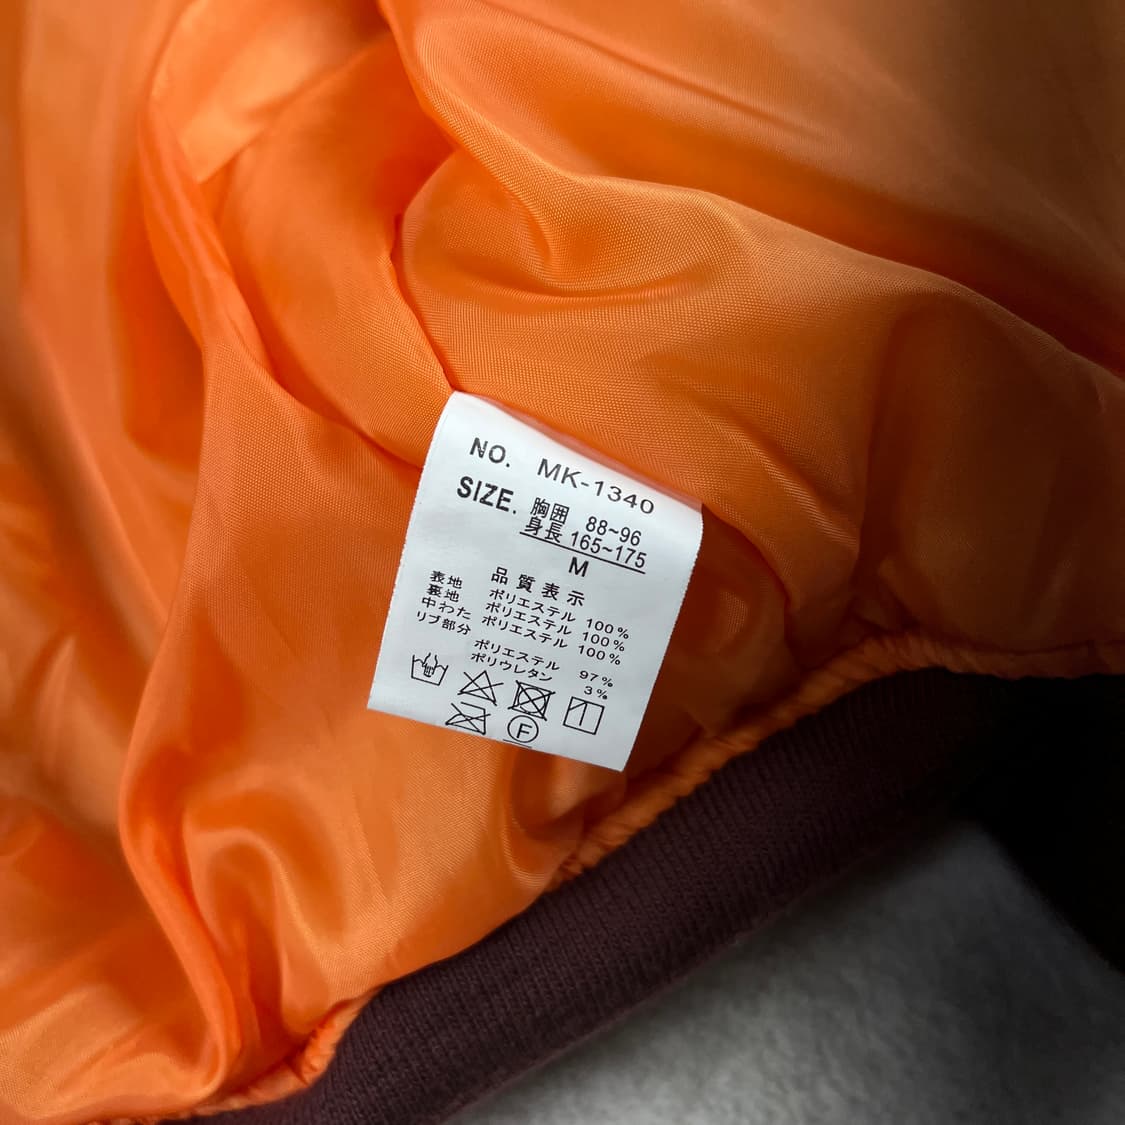 NO. MK-1340
SIZE. 胸囲 88~96
身長 165~175
M
品質表示
表地 ポリエステル 100%
裏地 ポリエステル 100%
中わた ポリエステル 100%
リブ部分 ポリエステル 97%
ポリウレタン 3%
F